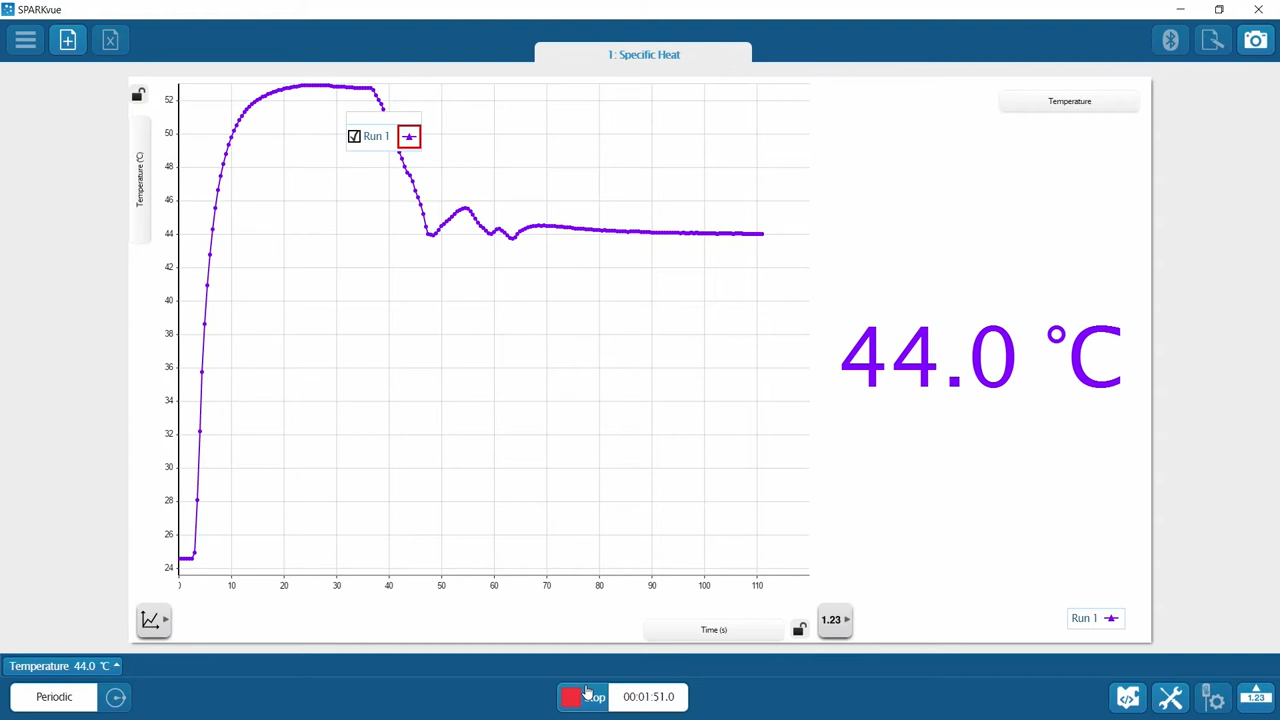 SPARKvue
1: Specific Heat
Temperature
Temperature (°C)
Run 1
52
50
48
46
44
42
40
38
36
34
32
30
28
26
24
44.0 °C
10
20
30
40
50
60
70
80
90
100
110
Time (s)
1.23
Run 1
Temperature 44.0 °C
Periodic
00:01:51.0
1.23